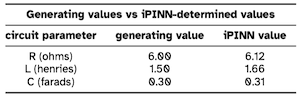 Generating values vs iPINN-determined values
circuit parameter generating value iPINN value
R (ohms) 6.00 6.12
L (henries) 1.50 1.66
C (farads) 0.30 0.31